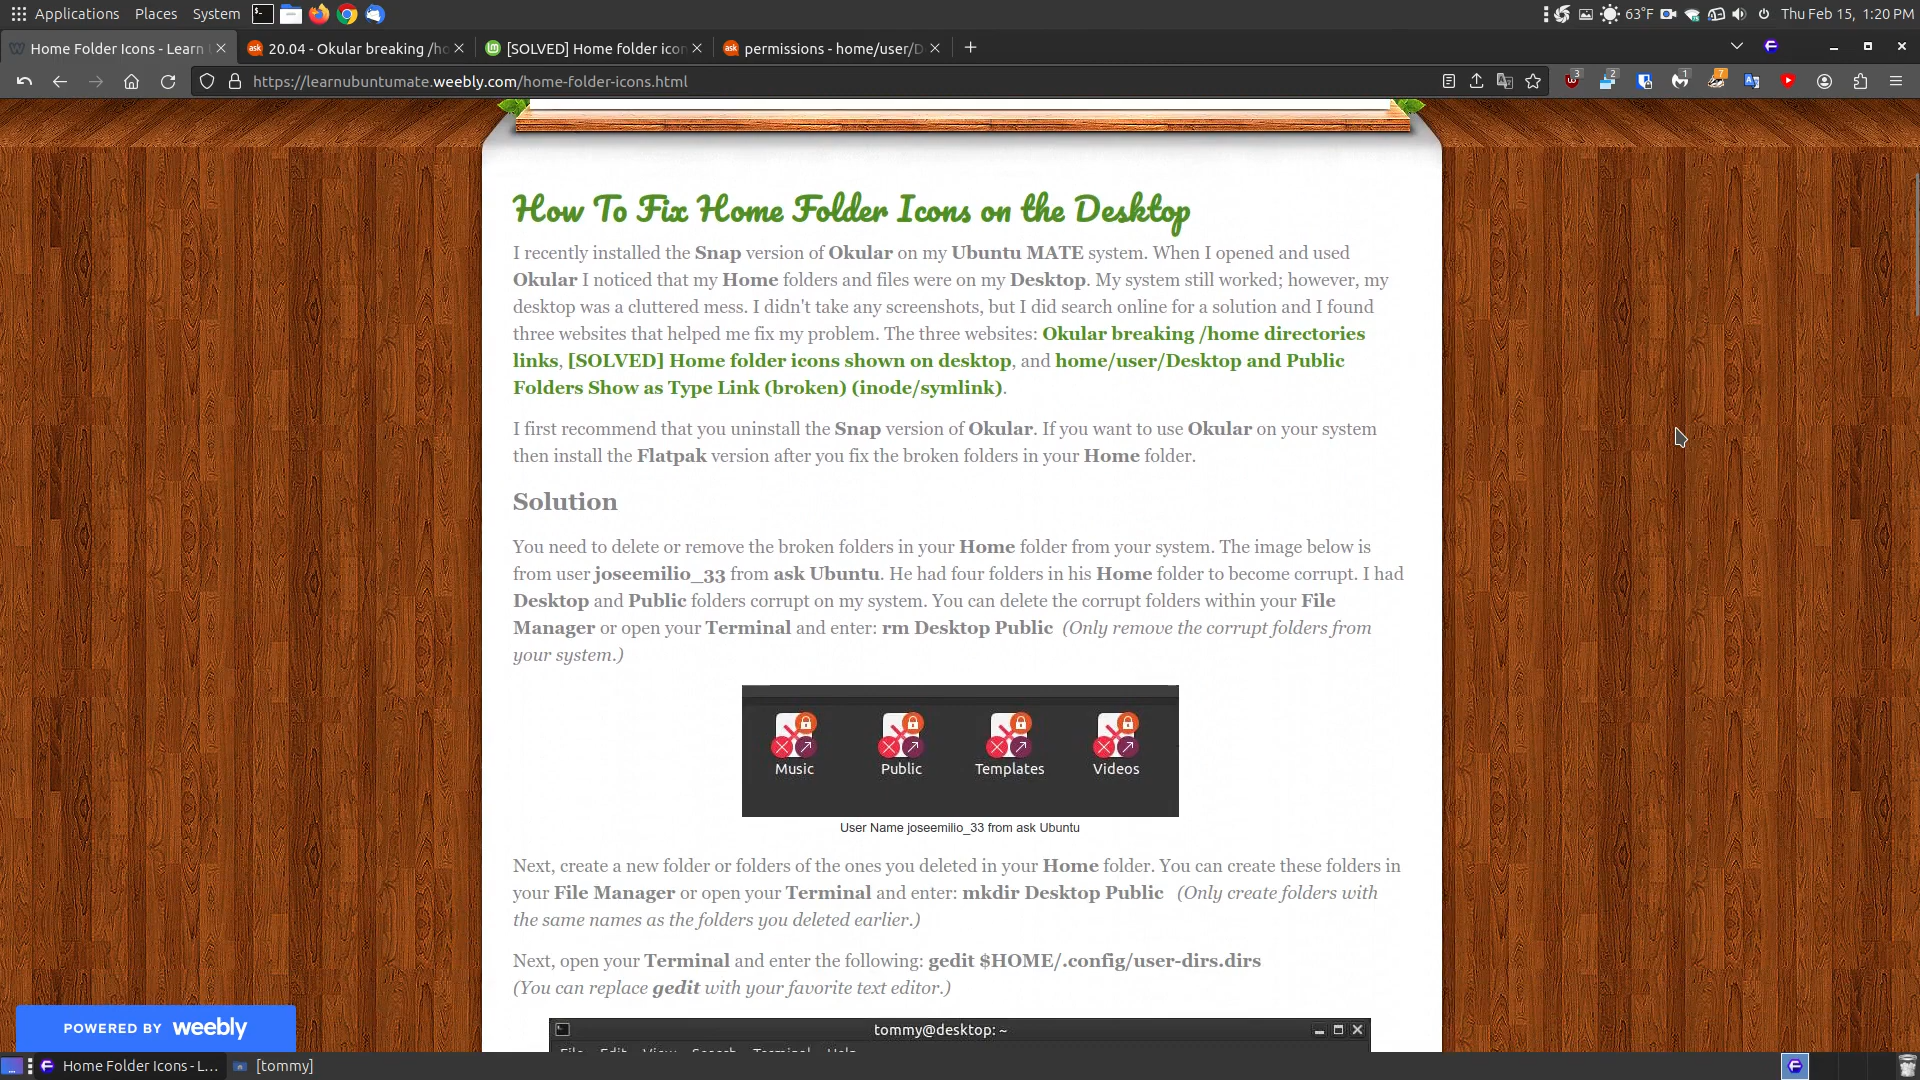 Applications Places System 63°F Thu Feb 15, 1:20 PM
Home Folder Icons - Learn 20.04 - Okular breaking /ho [SOLVED] Home folder icon permissions - home/user/D
https://learnubuntumate.weebly.com/home-folder-icons.html 3 2 1 7
How To Fix Home Folder Icons on the Desktop
I recently installed the Snap version of Okular on my Ubuntu MATE system. When I opened and used
Okular I noticed that my Home folders and files were on my Desktop. My system still worked; however, my
desktop was a cluttered mess. I didn't take any screenshots, but I did search online for a solution and I found
three websites that helped me fix my problem. The three websites: Okular breaking /home directories
links, [SOLVED] Home folder icons shown on desktop, and home/user/Desktop and Public
Folders Show as Type Link (broken) (inode/symlink).
I first recommend that you uninstall the Snap version of Okular. If you want to use Okular on your system
then install the Flatpak version after you fix the broken folders in your Home folder.
Solution
You need to delete or remove the broken folders in your Home folder from your system. The image below is
from user joseemilio_33 from ask Ubuntu. He had four folders in his Home folder to become corrupt. I had
Desktop and Public folders corrupt on my system. You can delete the corrupt folders within your File
Manager or open your Terminal and enter: rm Desktop Public (Only remove the corrupt folders from
your system.)
Music Public Templates Videos
User Name joseemilio_33 from ask Ubuntu
Next, create a new folder or folders of the ones you deleted in your Home folder. You can create these folders in
your File Manager or open your Terminal and enter: mkdir Desktop Public (Only create folders with
the same names as the folders you deleted earlier.)
Next, open your Terminal and enter the following: gedit $HOME/.config/user-dirs.dirs
(You can replace gedit with your favorite text editor.)
POWERED BY weebly
tommy@desktop: ~
File Edit View Search Terminal Help
Home Folder Icons - L... [tommy]